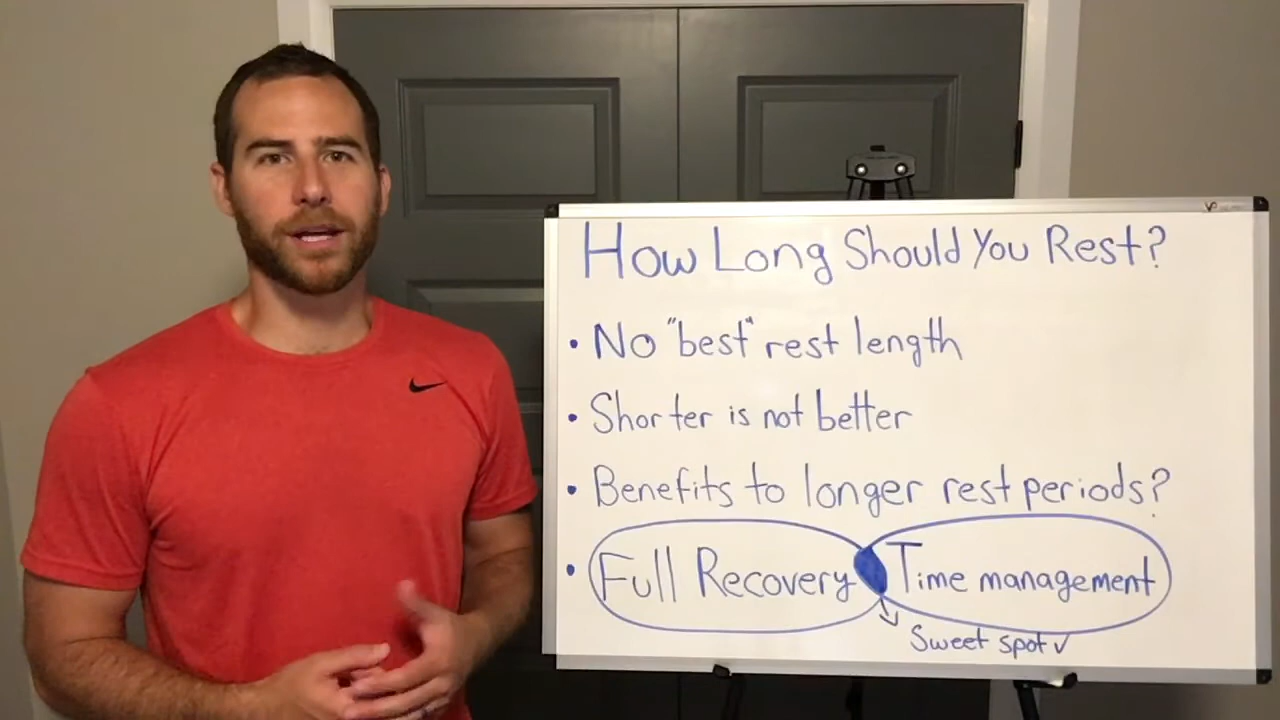 How Long Should You Rest?
• No "best" rest length
• Shorter is not better
• Benefits to longer rest periods?
• Full Recovery Time management
Sweet spot ✓